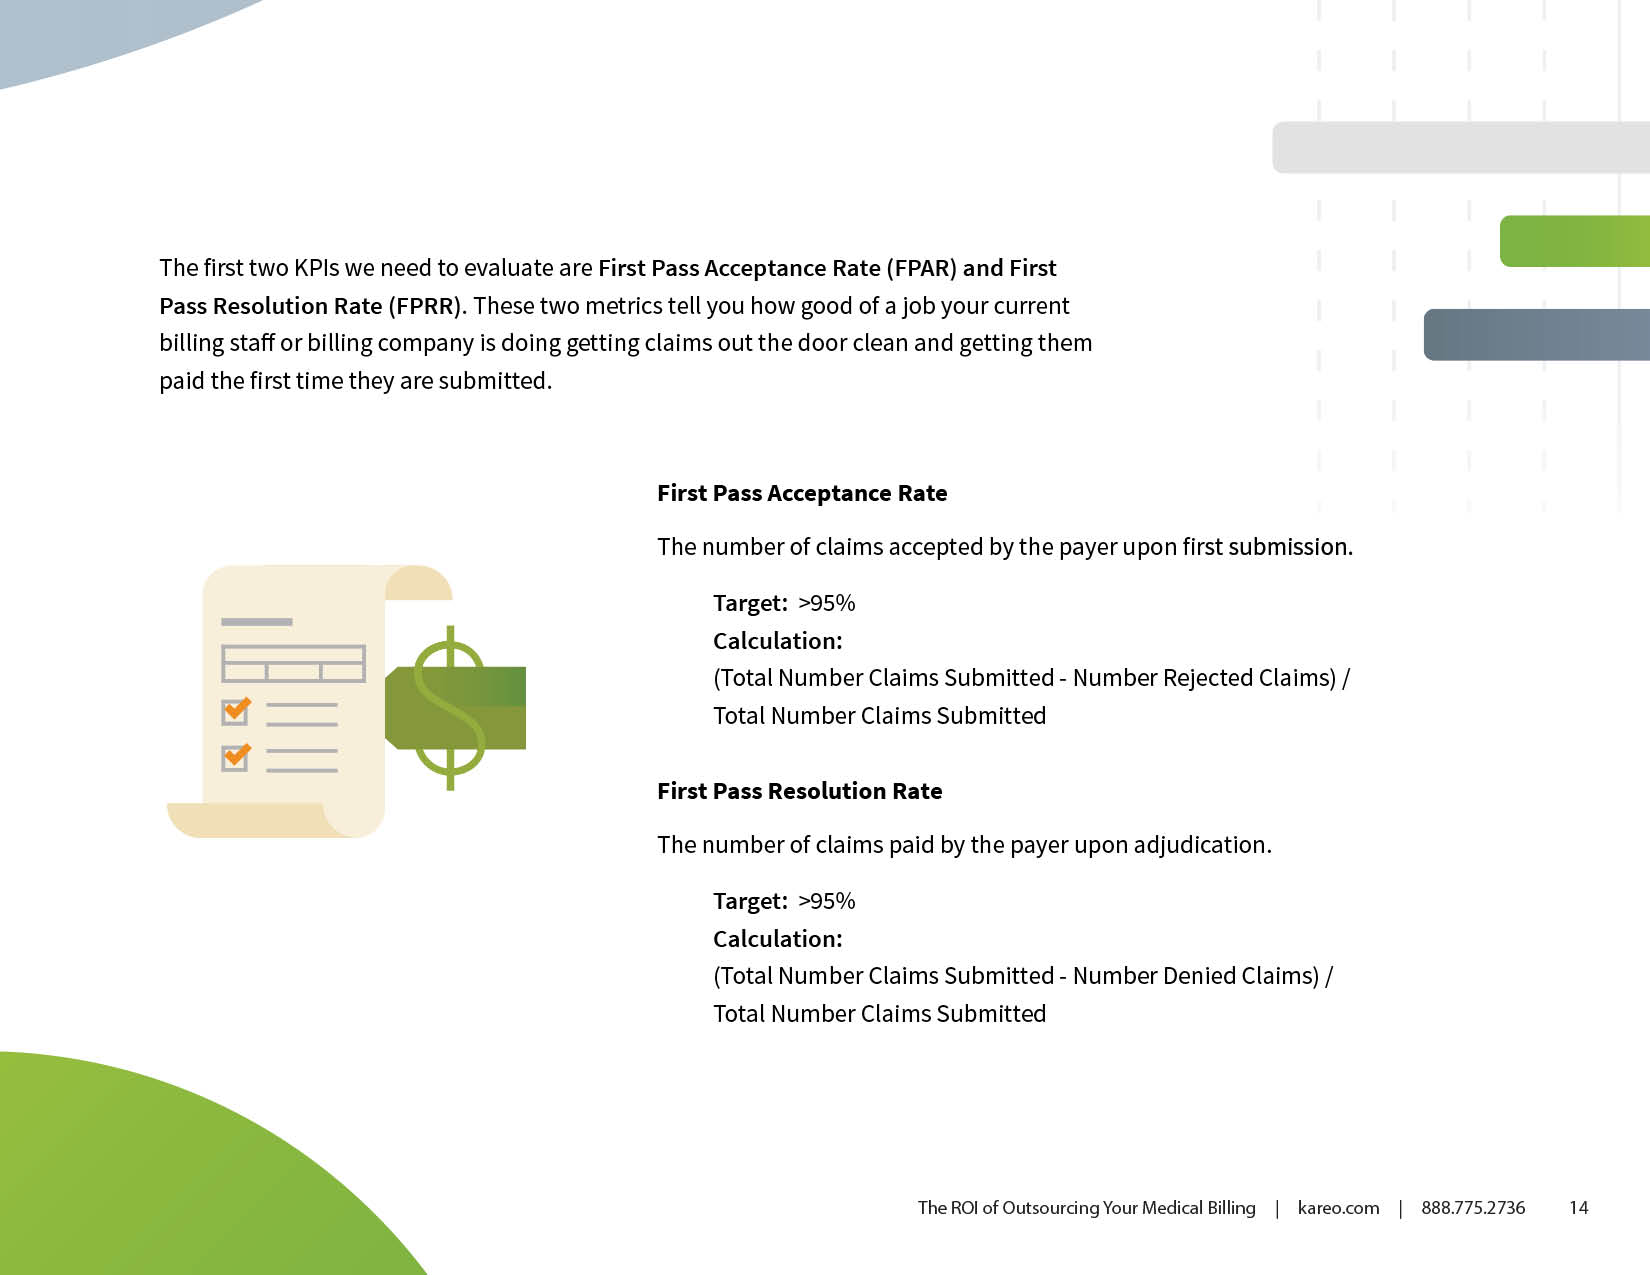 The first two KPIs we need to evaluate are First Pass Acceptance Rate (FPAR) and First
Pass Resolution Rate (FPRR). These two metrics tell you how good of a job your current
billing staff or billing company is doing getting claims out the door clean and getting them
paid the first time they are submitted.
First Pass Acceptance Rate
The number of claims accepted by the payer upon first submission.
Target: >95%
Calculation:
(Total Number Claims Submitted - Number Rejected Claims) /
Total Number Claims Submitted
First Pass Resolution Rate
The number of claims paid by the payer upon adjudication.
Target: >95%
Calculation:
(Total Number Claims Submitted - Number Denied Claims) /
Total Number Claims Submitted
The ROI of Outsourcing Your Medical Billing | kareo.com | 888.775.2736 14